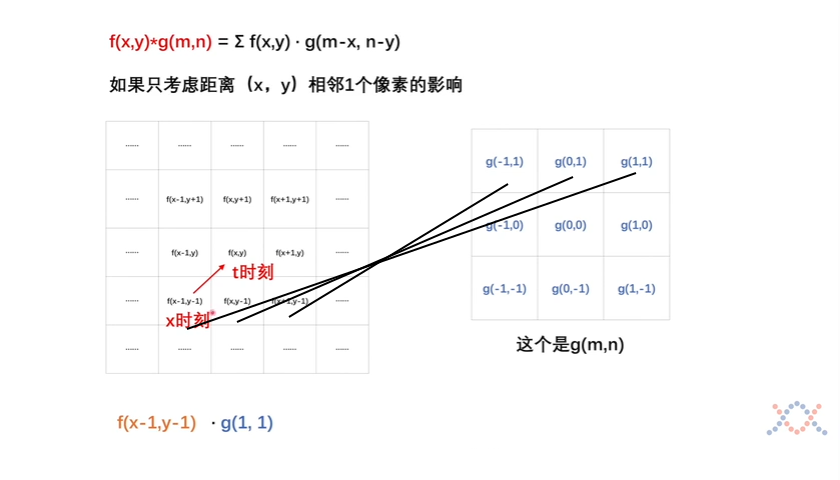 f(x,y)*g(m,n) = Σ f(x,y) · g(m-x, n-y)
如果只考虑距离（x，y）相邻1个像素的影响
······ ······ ······ ······ ······
······ f(x-1,y+1) f(x,y+1) f(x+1,y+1) ······
······ f(x-1,y) f(x,y) f(x+1,y) ······
t时刻
······ f(x-1,y-1) f(x,y-1) f(x+1,y-1) ······
x时刻
······ ······ ······ ······ ······
g(-1,1) g(0,1) g(1,1)
g(-1,0) g(0,0) g(1,0)
g(-1,-1) g(0,-1) g(1,-1)
这个是g(m,n)
f(x-1,y-1) · g(1, 1)